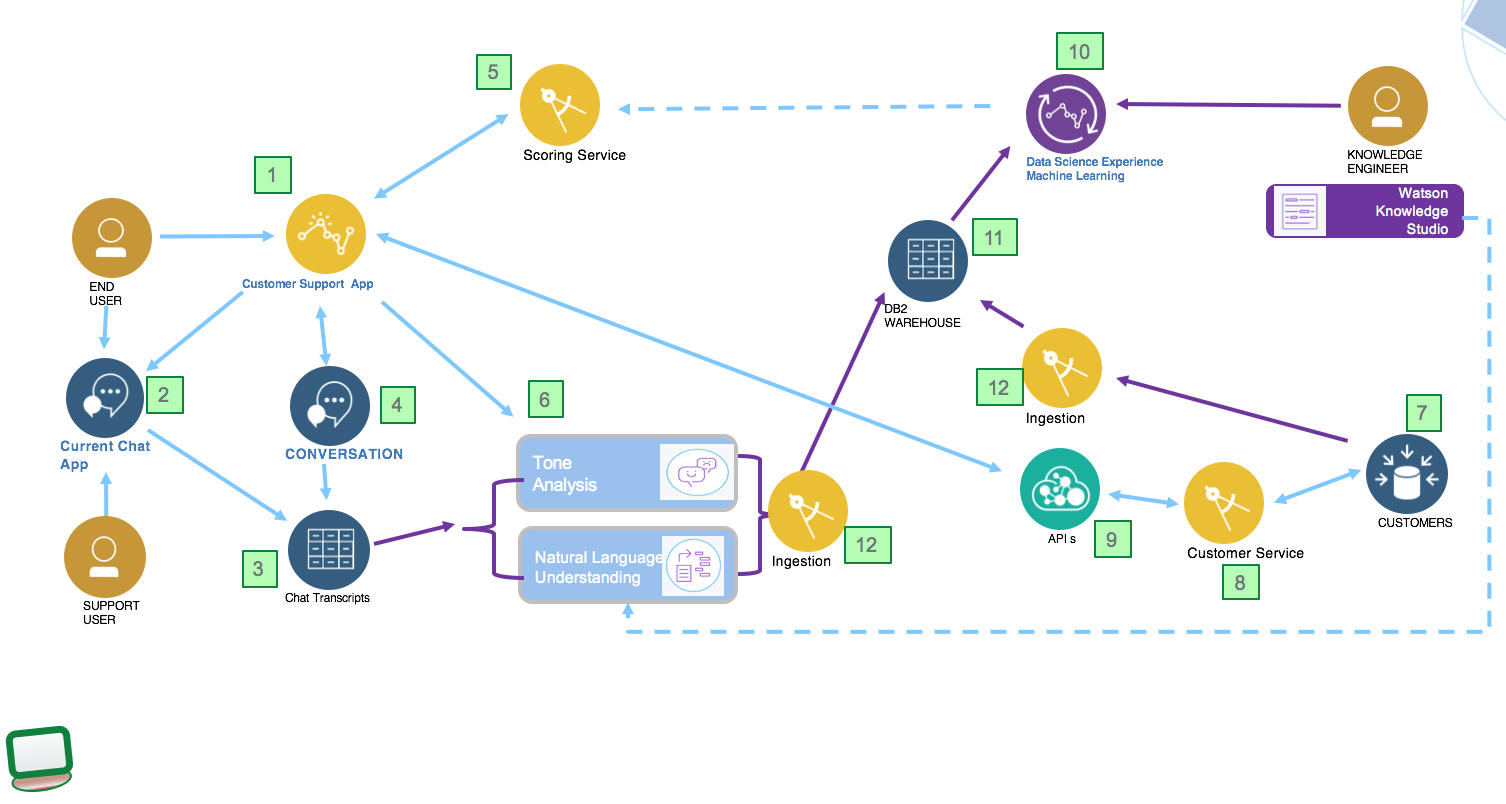 10
5
Scoring Service
Data Science Experience
Machine Learning
KNOWLEDGE
ENGINEER
1
Watson
Knowledge
Studio
11
END
USER
Customer Support  App
DB2
WAREHOUSE
2
4
6
12
Ingestion
7
Current Chat
App
CONVERSATION
Tone
Analysis
CUSTOMERS
API s
9
Customer Service
8
Natural Language
Understanding
Ingestion
12
3
Chat Transcripts
SUPPORT
USER